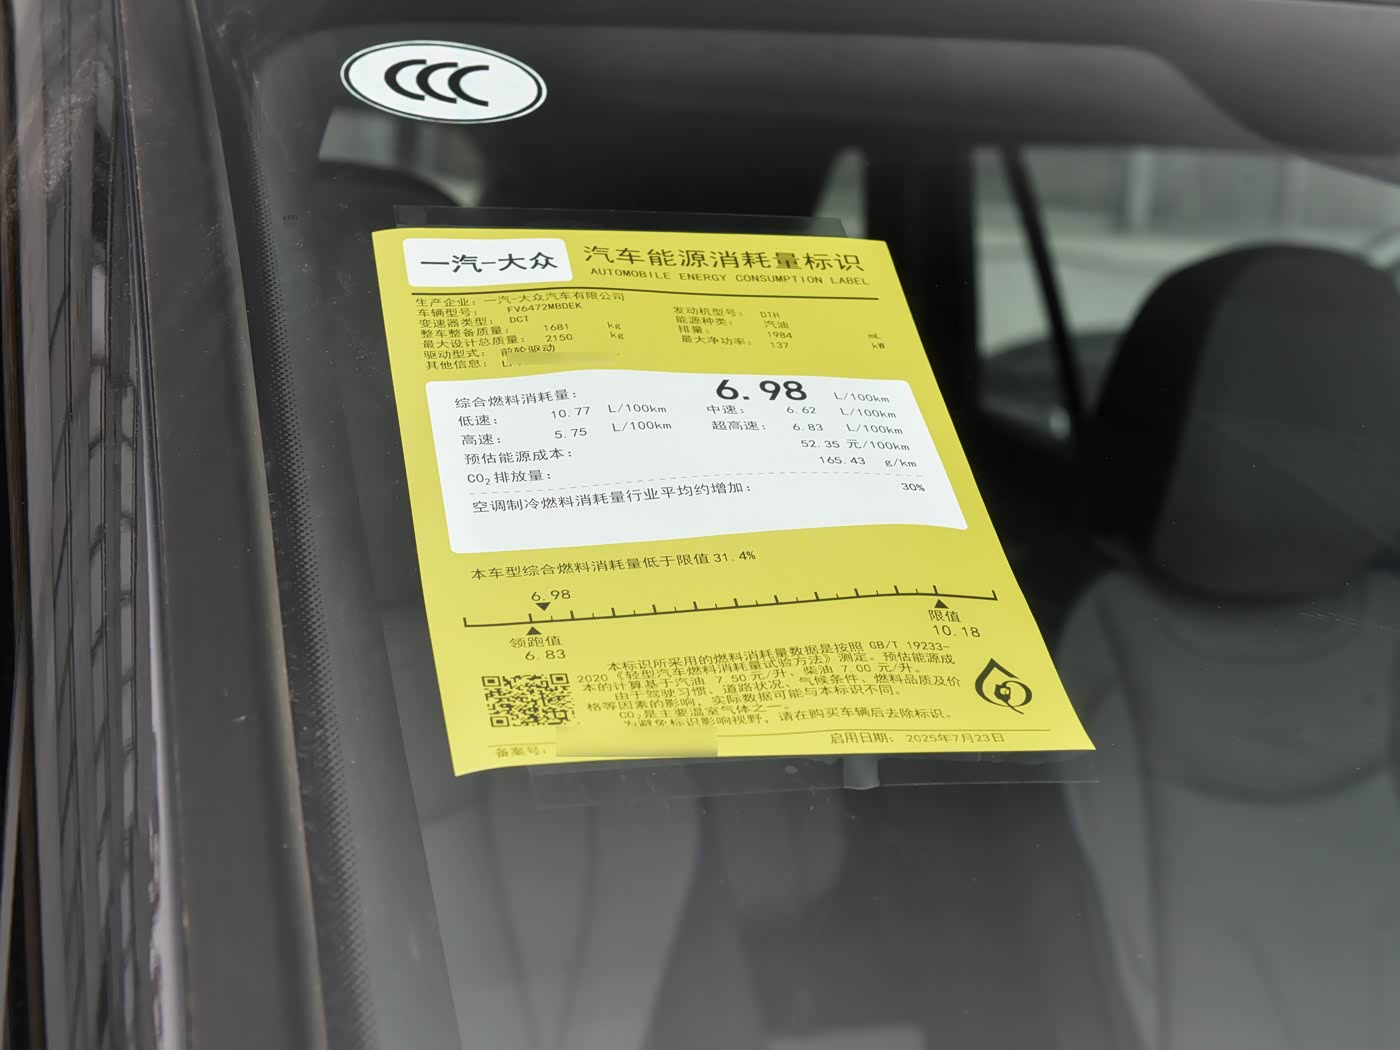 CCC
一汽-大众
汽车能源消耗量标识
AUTOMOBILE ENERGY CONSUMPTION LABEL
生产企业: 一汽-大众汽车有限公司
车辆型号: FV6472MBDEK
变速器类型: DCT
整车整备质量: 1681 kg
最大设计总质量: 2150 kg
驱动型式: 前轮驱动
其他信息:
发动机型号: DTH
能源种类: 汽油
排量: 1984 mL
最大净功率: 137 kW
综合燃料消耗量: 6.98 L/100km
低速: 10.77 L/100km 中速: 6.62 L/100km
高速: 5.75 L/100km 超高速: 6.83 L/100km
预估能源成本: 52.35 元/100km
CO₂排放量: 165.43 g/km
空调制冷燃料消耗量行业平均约增加: 30%
本车型综合燃料消耗量低于限值31.4%
6.98
领跑值
6.83
限值
10.18
本标识所采用的燃料消耗量数据是按照 GB/T 19233-
2020《轻型汽车燃料消耗量试验方法》测定。预估能源成
本的计算基于汽油 7.50元/升、柴油 7.00元/升。
由于驾驶习惯、道路状况、气候条件、燃料品质及价
格等因素的影响，实际数据可能与本标识不同。
CO₂是主要温室气体之一。
为避免标识影响视野，请在购买车辆后去除标识。
备案号:
启用日期: 2025年7月23日